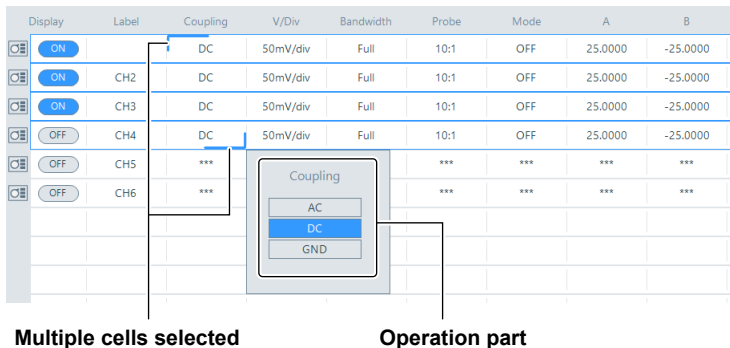 Display Label Coupling V/Div Bandwidth Probe Mode A B
ON DC 50mV/div Full 10:1 OFF 25.0000 -25.0000
ON CH2 DC 50mV/div Full 10:1 OFF 25.0000 -25.0000
ON CH3 DC 50mV/div Full 10:1 OFF 25.0000 -25.0000
OFF CH4 DC 50mV/div Full 10:1 OFF 25.0000 -25.0000
OFF CH5 *** *** *** *** ***
OFF CH6 *** *** *** *** ***
Coupling
AC
DC
GND
Multiple cells selected
Operation part